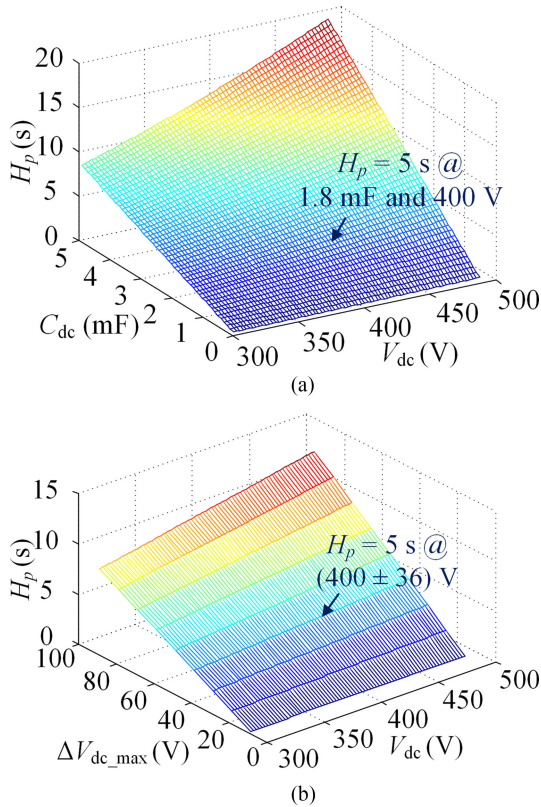 20
15
10
5
0
H_p (s)
H_p = 5 s @
1.8 mF and 400 V
5
4
3
2
1
0
C_dc (mF)
300
350
400
450
500
V_dc (V)
(a)
15
10
5
0
H_p (s)
H_p = 5 s @
(400 ± 36) V
100
80
60
40
20
0
ΔV_dc_max (V)
300
350
400
450
500
V_dc (V)
(b)